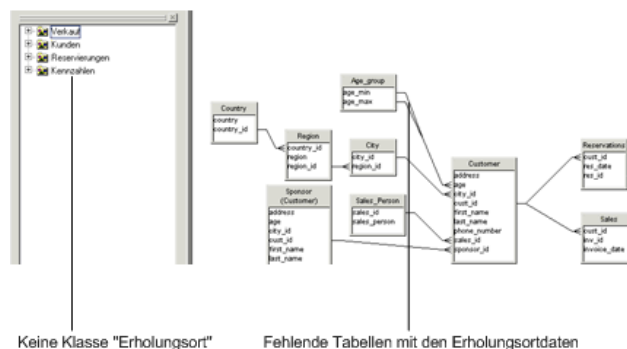 Verkauf
Kunden
Reservierungen
Kennzahlen
Age_group
age_min
age_max
Country
country
country_id
Region
country_id
region
region_id
City
city_id
region_id
Customer
address
age
city_id
cust_id
first_name
last_name
phone_number
sales_id
sponsor_id
Reservations
cust_id
res_date
res_id
Sponsor
(Customer)
address
age
city_id
cust_id
first_name
last_name
Sales_Person
sales_id
sales_person
Sales
cust_id
inv_id
invoice_date
Keine Klasse "Erholungsort"
Fehlende Tabellen mit den Erholungsortdaten